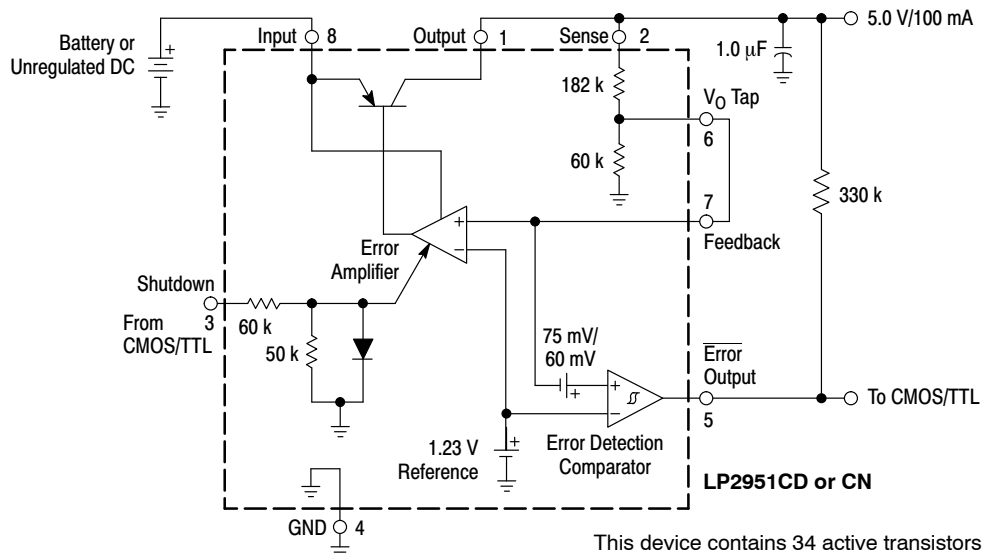 Battery or
Unregulated DC
+
Input 8
Output 1
Sense 2
5.0 V/100 mA
1.0 μF
182 k
60 k
VO Tap
6
7
Feedback
330 k
+
−
Error
Amplifier
Shutdown
3
From
CMOS/TTL
60 k
50 k
75 mV/
60 mV
+
+
−
Error
Output
5
To CMOS/TTL
1.23 V
Reference
+
Error Detection
Comparator
LP2951CD or CN
GND 4
This device contains 34 active transistors